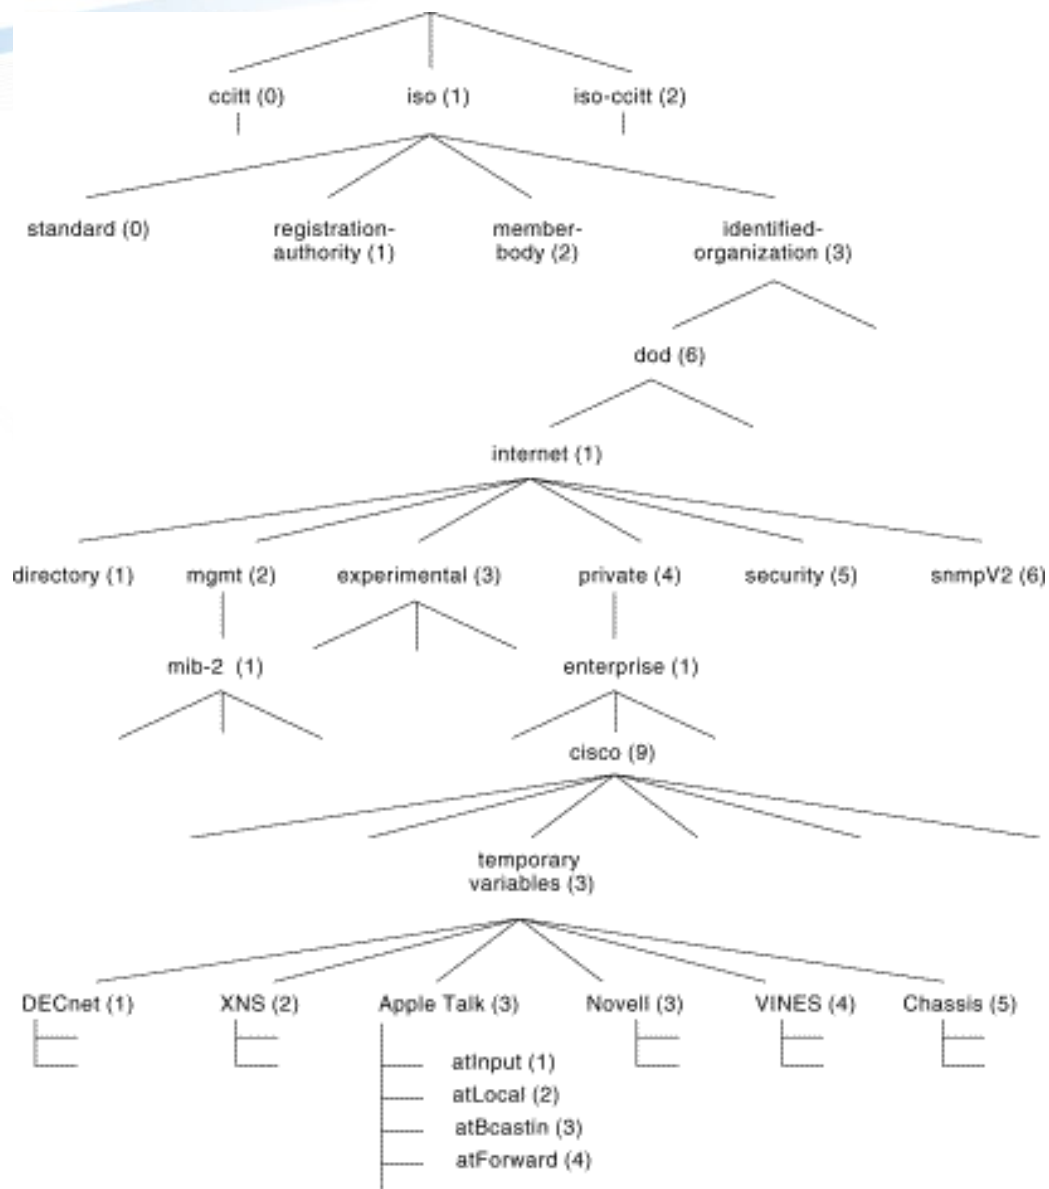 ccitt (0)
iso (1)
iso-ccitt (2)
standard (0)
registration-
authority (1)
member-
body (2)
identified-
organization (3)
dod (6)
internet (1)
directory (1)
mgmt (2)
experimental (3)
private (4)
security (5)
snmpV2 (6)
mib-2 (1)
enterprise (1)
cisco (9)
temporary
variables (3)
DECnet (1)
XNS (2)
Apple Talk (3)
Novell (3)
VINES (4)
Chassis (5)
atInput (1)
atLocal (2)
atBcastin (3)
atForward (4)